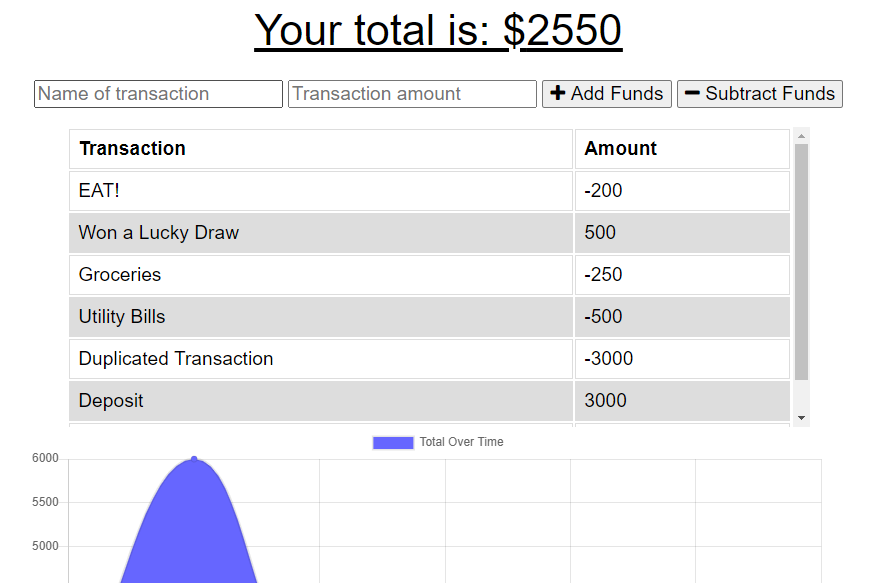 Your total is: $2550
Name of transaction Transaction amount Add Funds Subtract Funds
Transaction Amount
EAT! -200
Won a Lucky Draw 500
Groceries -250
Utility Bills -500
Duplicated Transaction -3000
Deposit 3000
Total Over Time
6000
5500
5000